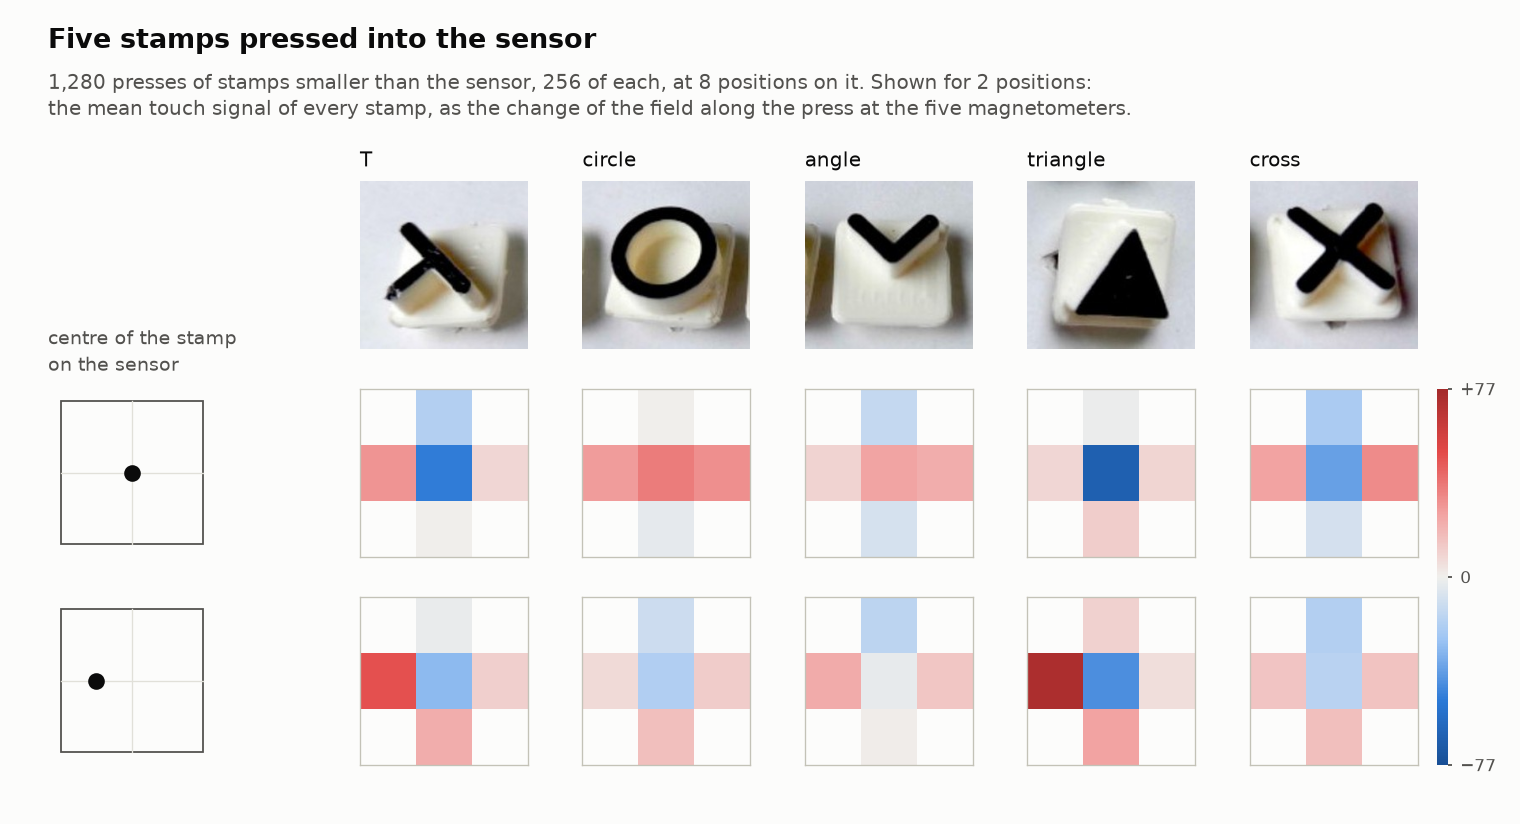 Five stamps pressed into the sensor
1,280 presses of stamps smaller than the sensor, 256 of each, at 8 positions on it. Shown for 2 positions:
the mean touch signal of every stamp, as the change of the field along the press at the five magnetometers.
T
circle
angle
triangle
cross
centre of the stamp
on the sensor
+77
0
−77